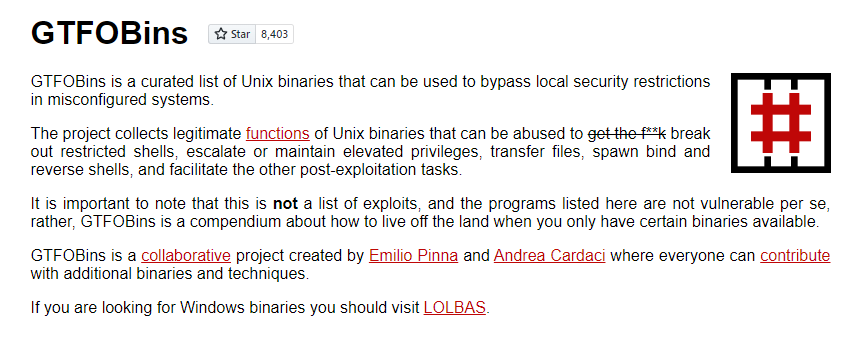 GTFOBins
Star 8,403
GTFOBins is a curated list of Unix binaries that can be used to bypass local security restrictions
in misconfigured systems.
The project collects legitimate functions of Unix binaries that can be abused to get the f**k break
out restricted shells, escalate or maintain elevated privileges, transfer files, spawn bind and
reverse shells, and facilitate the other post-exploitation tasks.
It is important to note that this is not a list of exploits, and the programs listed here are not vulnerable per se,
rather, GTFOBins is a compendium about how to live off the land when you only have certain binaries available.
GTFOBins is a collaborative project created by Emilio Pinna and Andrea Cardaci where everyone can contribute
with additional binaries and techniques.
If you are looking for Windows binaries you should visit LOLBAS.